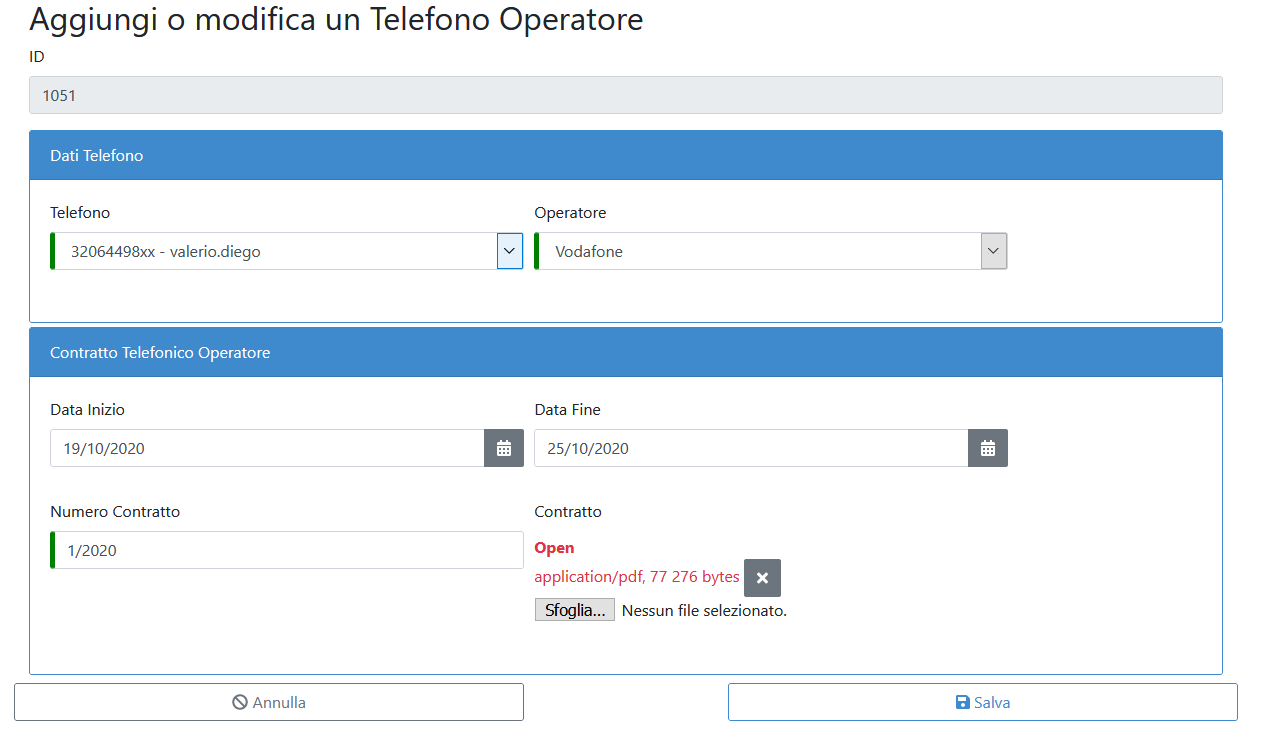 Aggiungi o modifica un Telefono Operatore
ID
1051
Dati Telefono
Telefono Operatore
32064498xx - valerio.diego Vodafone
Contratto Telefonico Operatore
Data Inizio Data Fine
19/10/2020 25/10/2020
Numero Contratto Contratto
1/2020 Open
application/pdf, 77 276 bytes
Sfoglia... Nessun file selezionato.
Annulla Salva